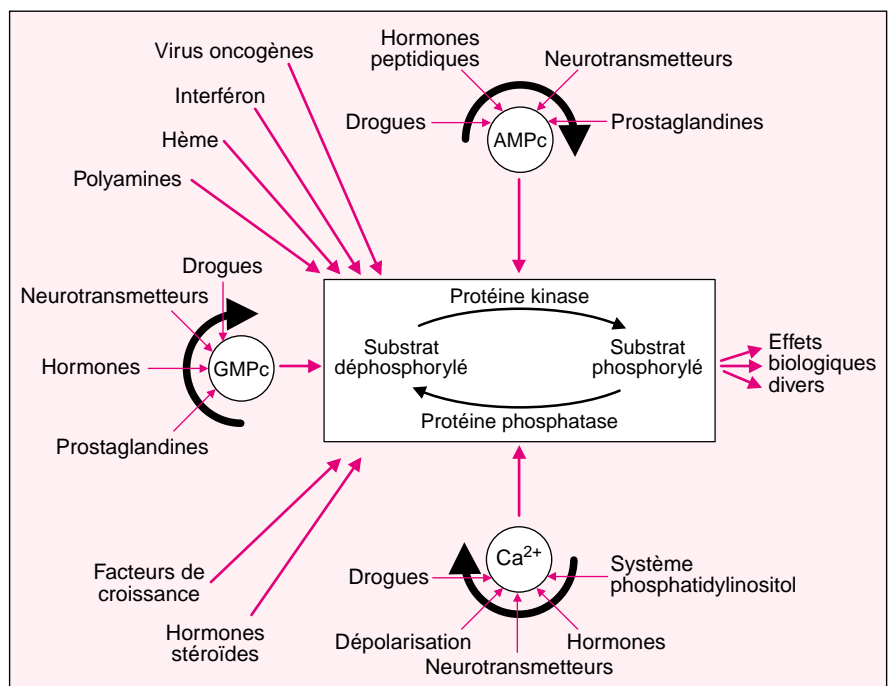 Virus oncogènes
Interféron
Hème
Polyamines
Hormones
peptidiques
Neurotransmetteurs
Drogues
AMPc
Prostaglandines
Drogues
Neurotransmetteurs
Hormones
GMPc
Prostaglandines
Protéine kinase
Substrat
déphosphorylé
Substrat
phosphorylé
Protéine phosphatase
Effets
biologiques
divers
Facteurs de
croissance
Hormones
stéroïdes
Ca2+
Drogues
Système
phosphatidylinositol
Dépolarisation
Hormones
Neurotransmetteurs